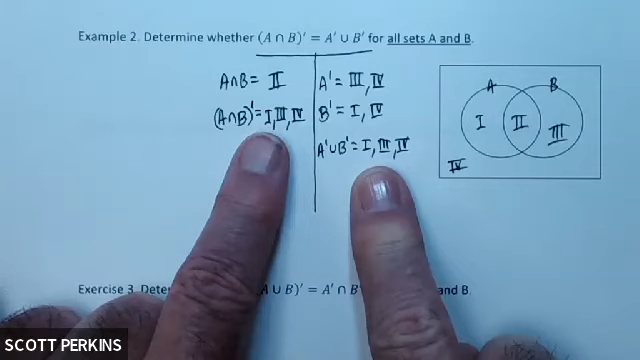 Example 2. Determine whether (A ∩ B)′ = A′ ∪ B′ for all sets A and B.
A∩B = II
(A∩B)′ = I, III, IV
A′ = III, IV
B′ = I, IV
A′∪B′ = I, III, IV
A B
I II III
IV
Exercise 3. A ∪ B)′ = A′ ∩ B and B.
SCOTT PERKINS